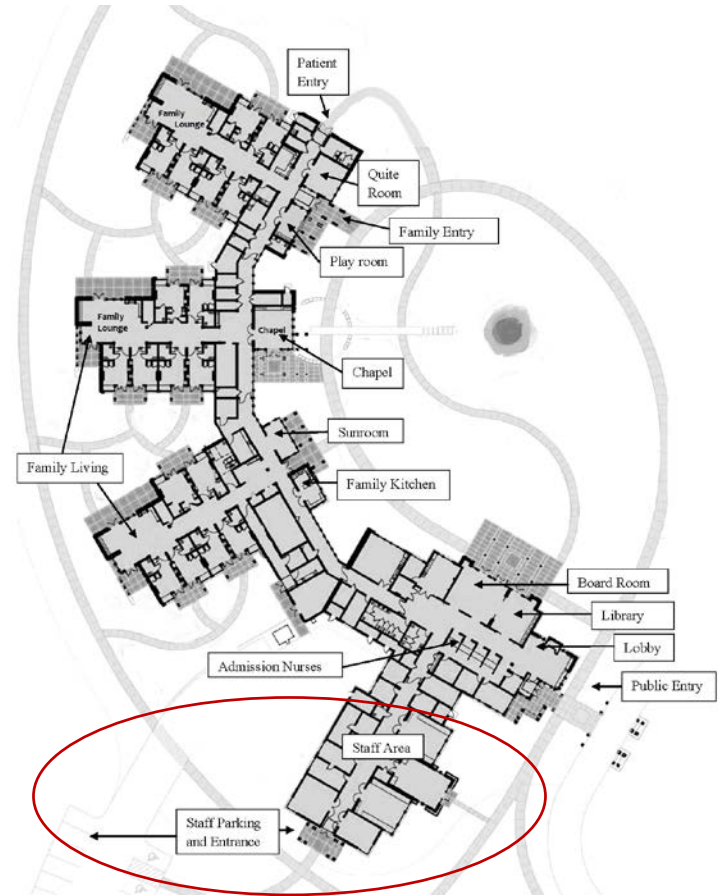 Patient
Entry
Family
Lounge
Quite
Room
Family Entry
Play room
Family
Lounge
Chapel
Chapel
Sunroom
Family Living
Family Kitchen
Board Room
Library
Lobby
Admission Nurses
Public Entry
Staff Area
Staff Parking
and Entrance